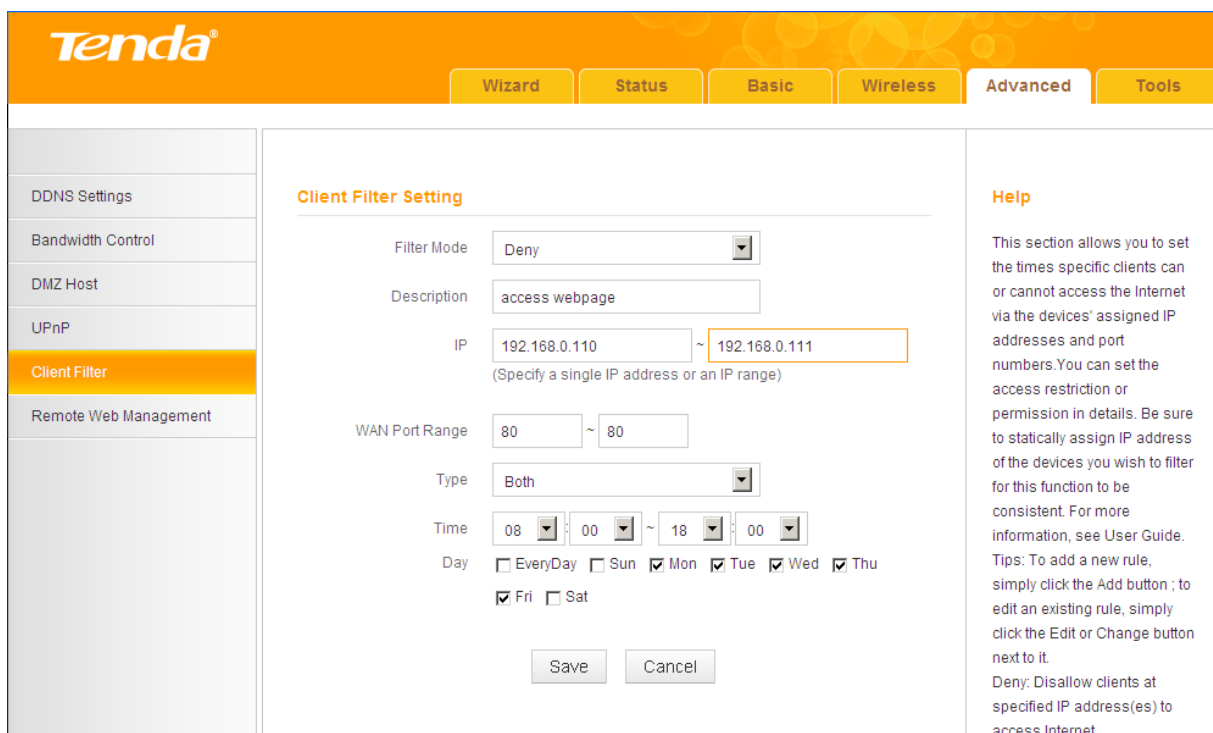 Tenda®
Wizard Status Basic Wireless Advanced Tools
DDNS Settings
Bandwidth Control
DMZ Host
UPnP
Client Filter
Remote Web Management
Client Filter Setting
Filter Mode Deny
Description access webpage
IP 192.168.0.110 ~ 192.168.0.111
(Specify a single IP address or an IP range)
WAN Port Range 80 ~ 80
Type Both
Time 08 : 00 ~ 18 : 00
Day EveryDay Sun Mon Tue Wed Thu
Fri Sat
Save Cancel
Help
This section allows you to set
the times specific clients can
or cannot access the Internet
via the devices' assigned IP
addresses and port
numbers.You can set the
access restriction or
permission in details. Be sure
to statically assign IP address
of the devices you wish to filter
for this function to be
consistent. For more
information, see User Guide.
Tips: To add a new rule,
simply click the Add button ; to
edit an existing rule, simply
click the Edit or Change button
next to it.
Deny: Disallow clients at
specified IP address(es) to
access Internet